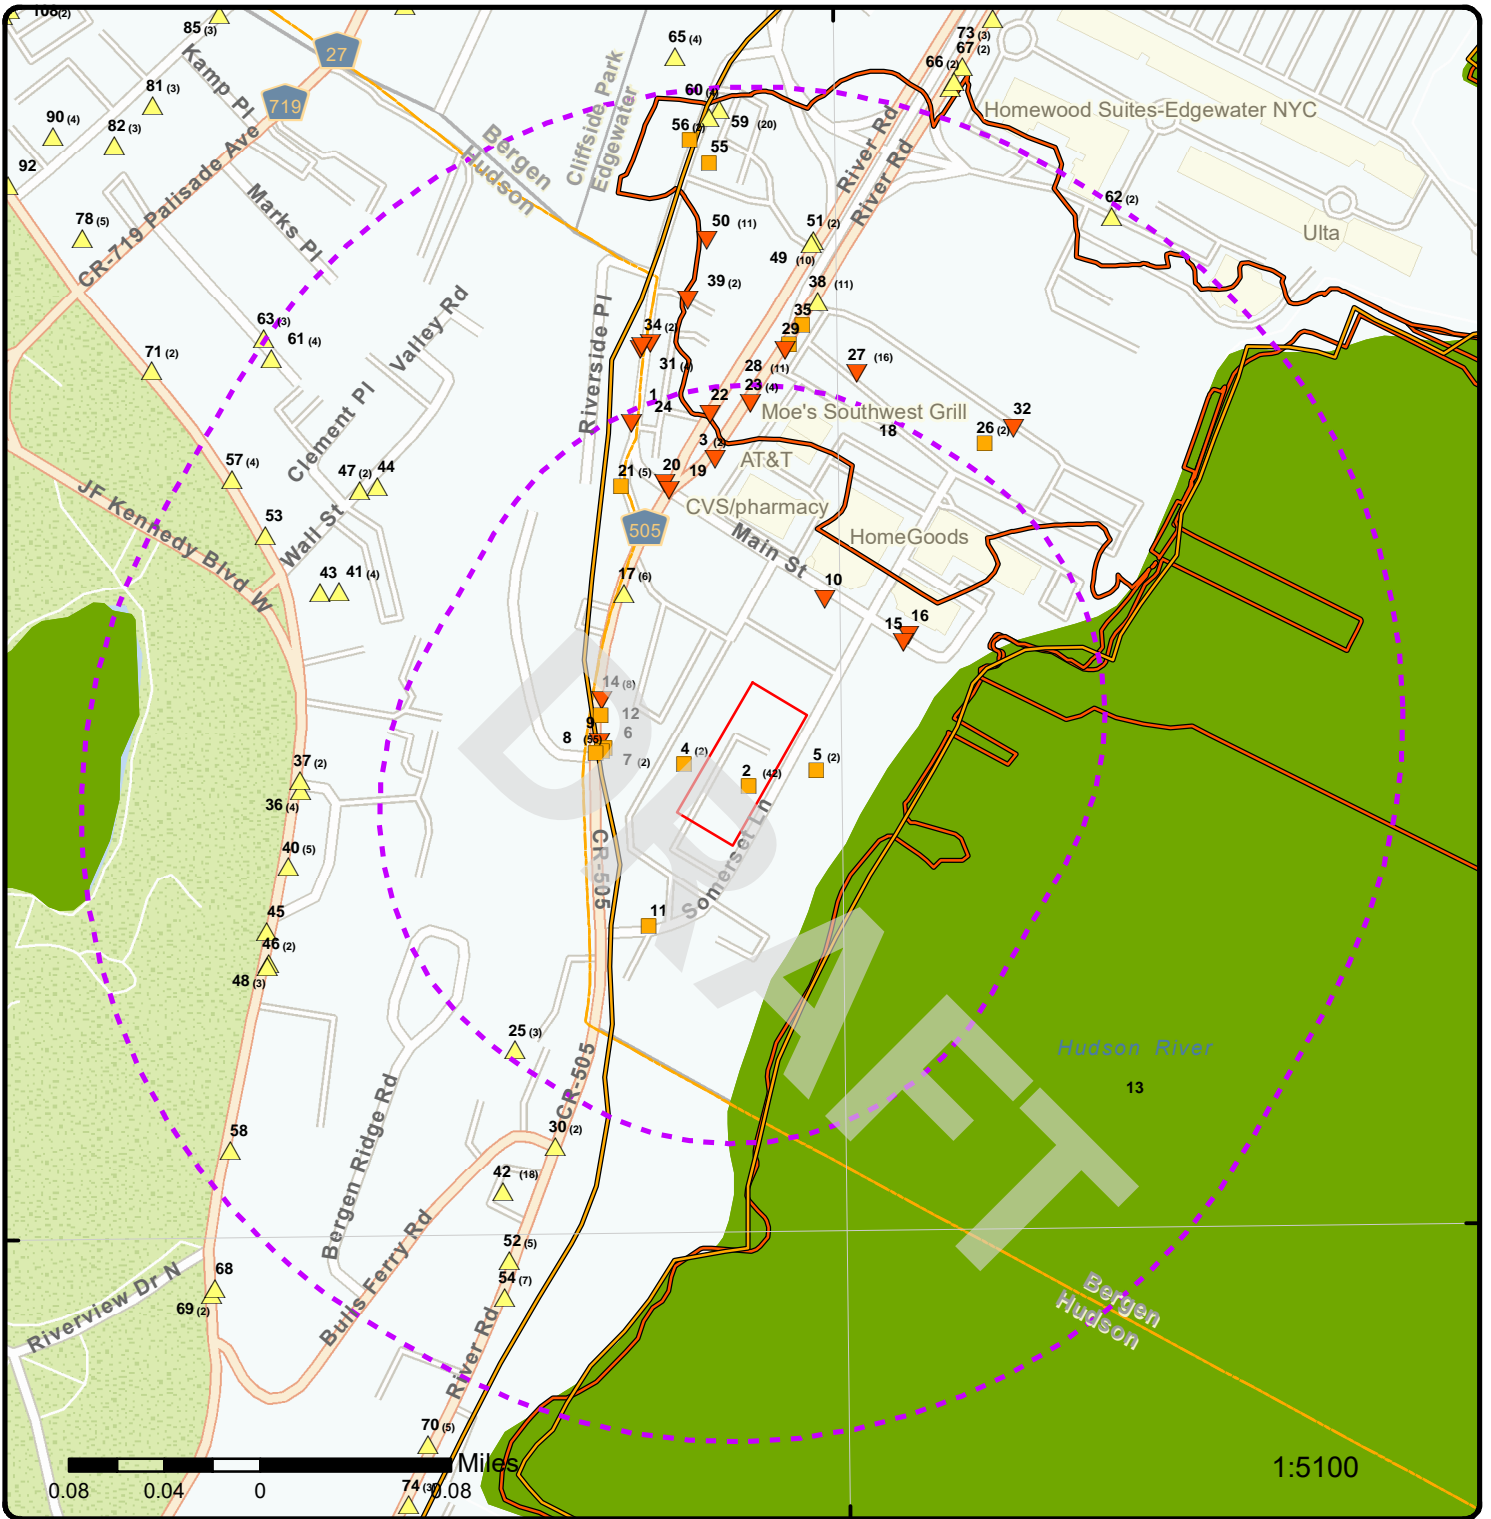 108(2)
85 (3)
27
65 (4)
73 (3)
67 (2)
66 (2)
Kamp Pl
81 (3)
719
Cliffside Park
Edgewater
60 (4)
59 (20)
Homewood Suites-Edgewater NYC
90 (4)
82 (3)
56 (3)
55
Bergen
Hudson
River Rd
River Rd
92
CR-719 Palisade Ave
Marks Pl
62 (2)
78 (5)
50 (11)
51 (2)
49 (10)
Ulta
39 (2)
38 (11)
63 (3)
61 (4)
Valley Rd
Riverside Pl
34 (2)
35
29
71 (2)
31 (4)
28 (11)
27 (16)
1
24
22
23 (4)
Moe's Southwest Grill
32
Clement Pl
18
26 (2)
3 (2)
57 (4)
47 (2)
44
21 (5)
20
19
AT&T
JF Kennedy Blvd W
CVS/pharmacy
53
Wall St
505
Main St
HomeGoods
43
41 (4)
17 (6)
10
16
15
14 (8)
9
12
6
8 (55)
7 (2)
4 (2)
5 (2)
2 (42)
37 (2)
36 (4)
CR-505
Somerset Ln
40 (5)
45
11
46 (2)
48 (3)
25 (3)
Hudson River
13
CR-505
Bergen Ridge Rd
58
30 (2)
42 (18)
Bulls Ferry Rd
52 (5)
68
54 (7)
69 (2)
Riverview Dr N
Bergen
Hudson
River Rd
70 (5)
Miles
1:5100
0.08 0.04 0 0.08
74 (3)
DRAFT